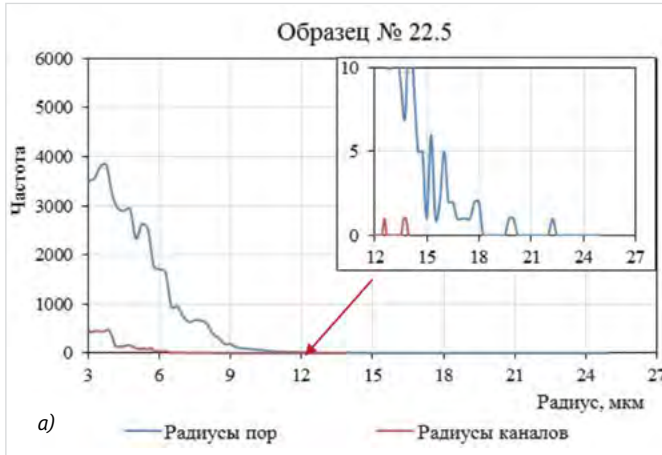 Образец № 22.5
6000
5000
4000
3000
2000
1000
0
Частота
3 6 9 12 15 18 21 24 27
Радиус, мкм
10
5
0
12 15 18 21 24 27
а)
Радиусы пор Радиусы каналов